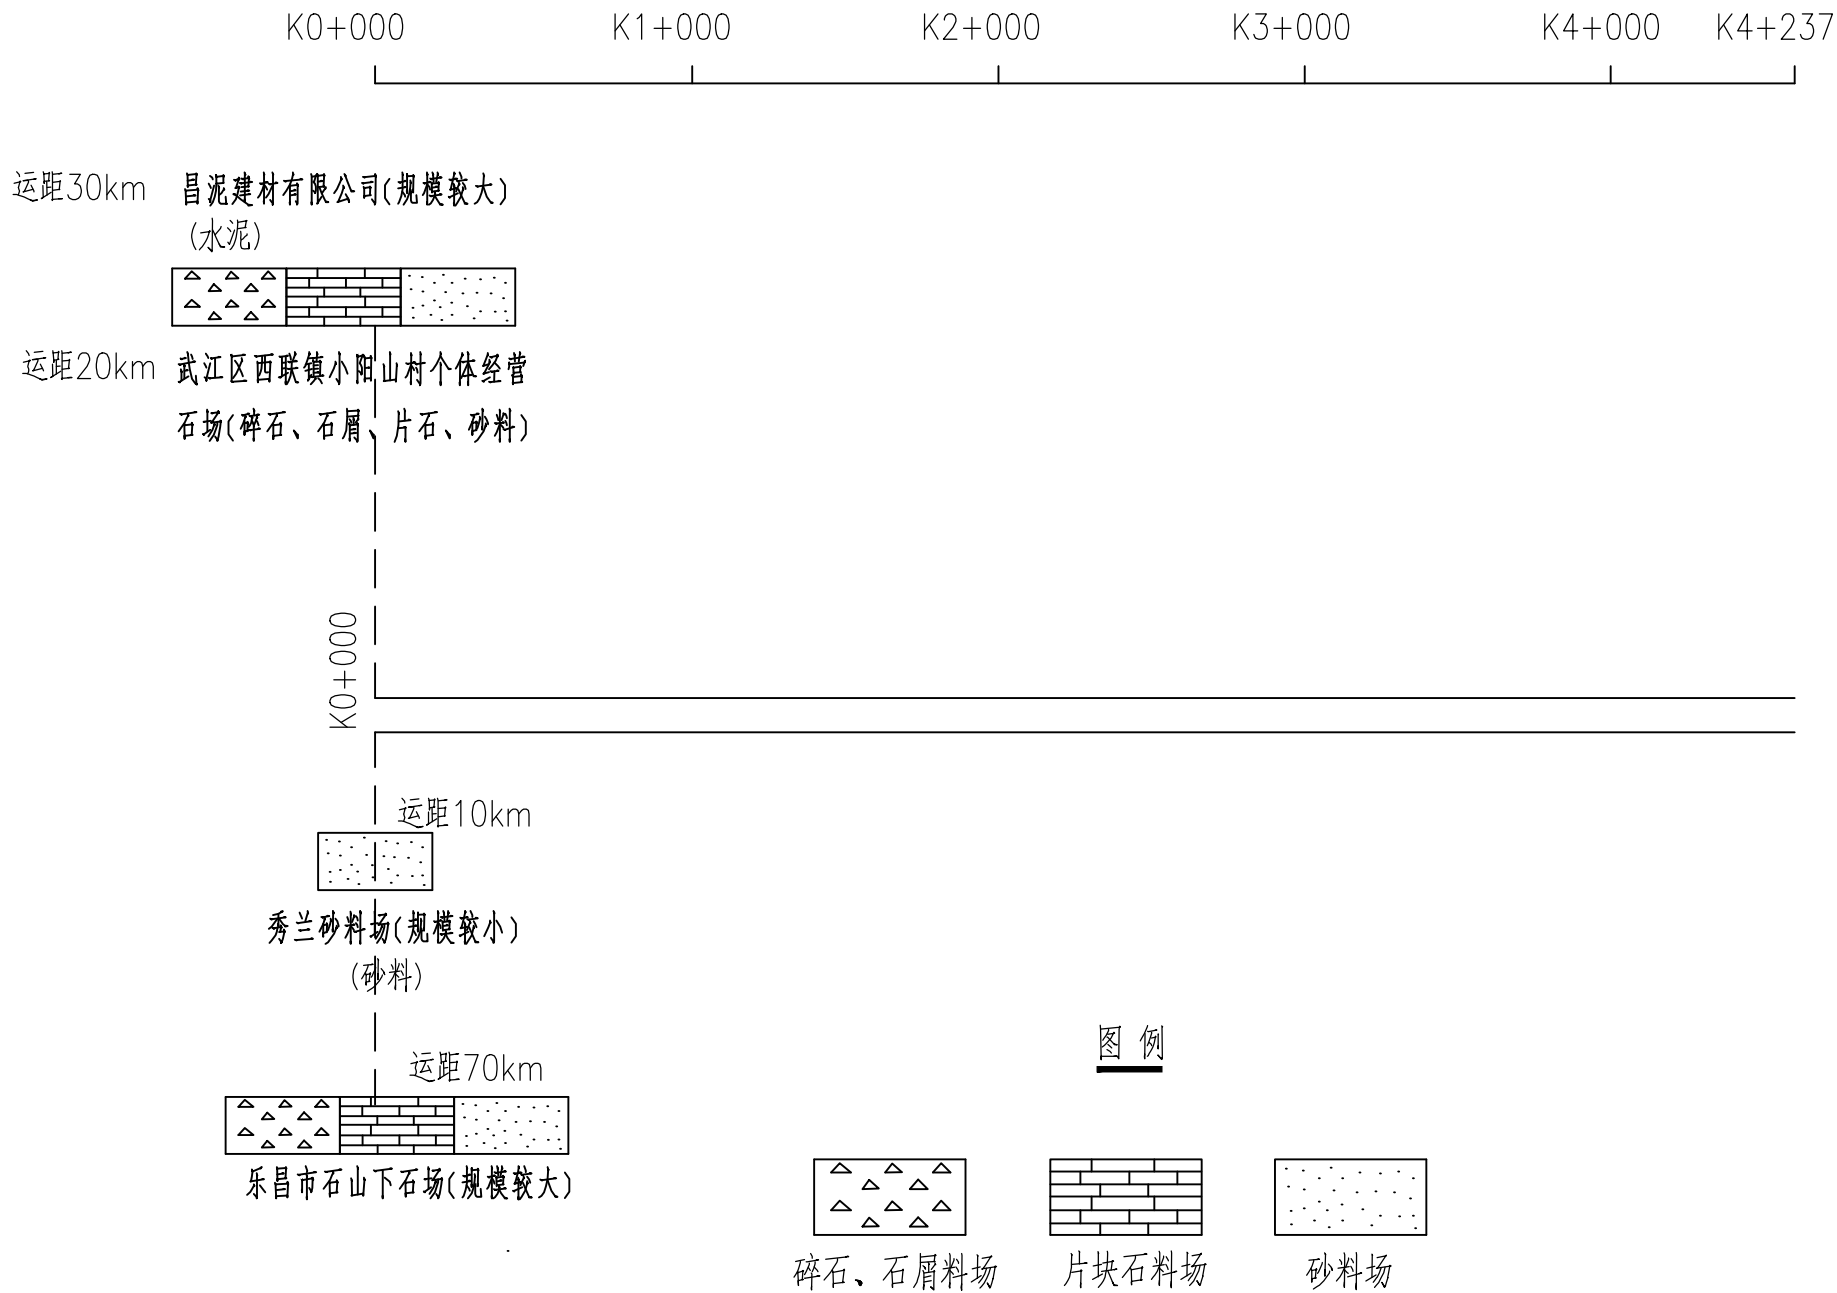 K0+000 K1+000 K2+000 K3+000 K4+000 K4+237
运距30km 昌泥建材有限公司(规模较大)
(水泥)
运距20km 武江区西联镇小阳山村个体经营
石场(碎石、石屑、片石、砂料)
K0+000
运距10km
秀兰砂料场(规模较小)
(砂料)
运距70km
乐昌市石山下石场(规模较大)
图 例
碎石、石屑料场 片块石料场 砂料场